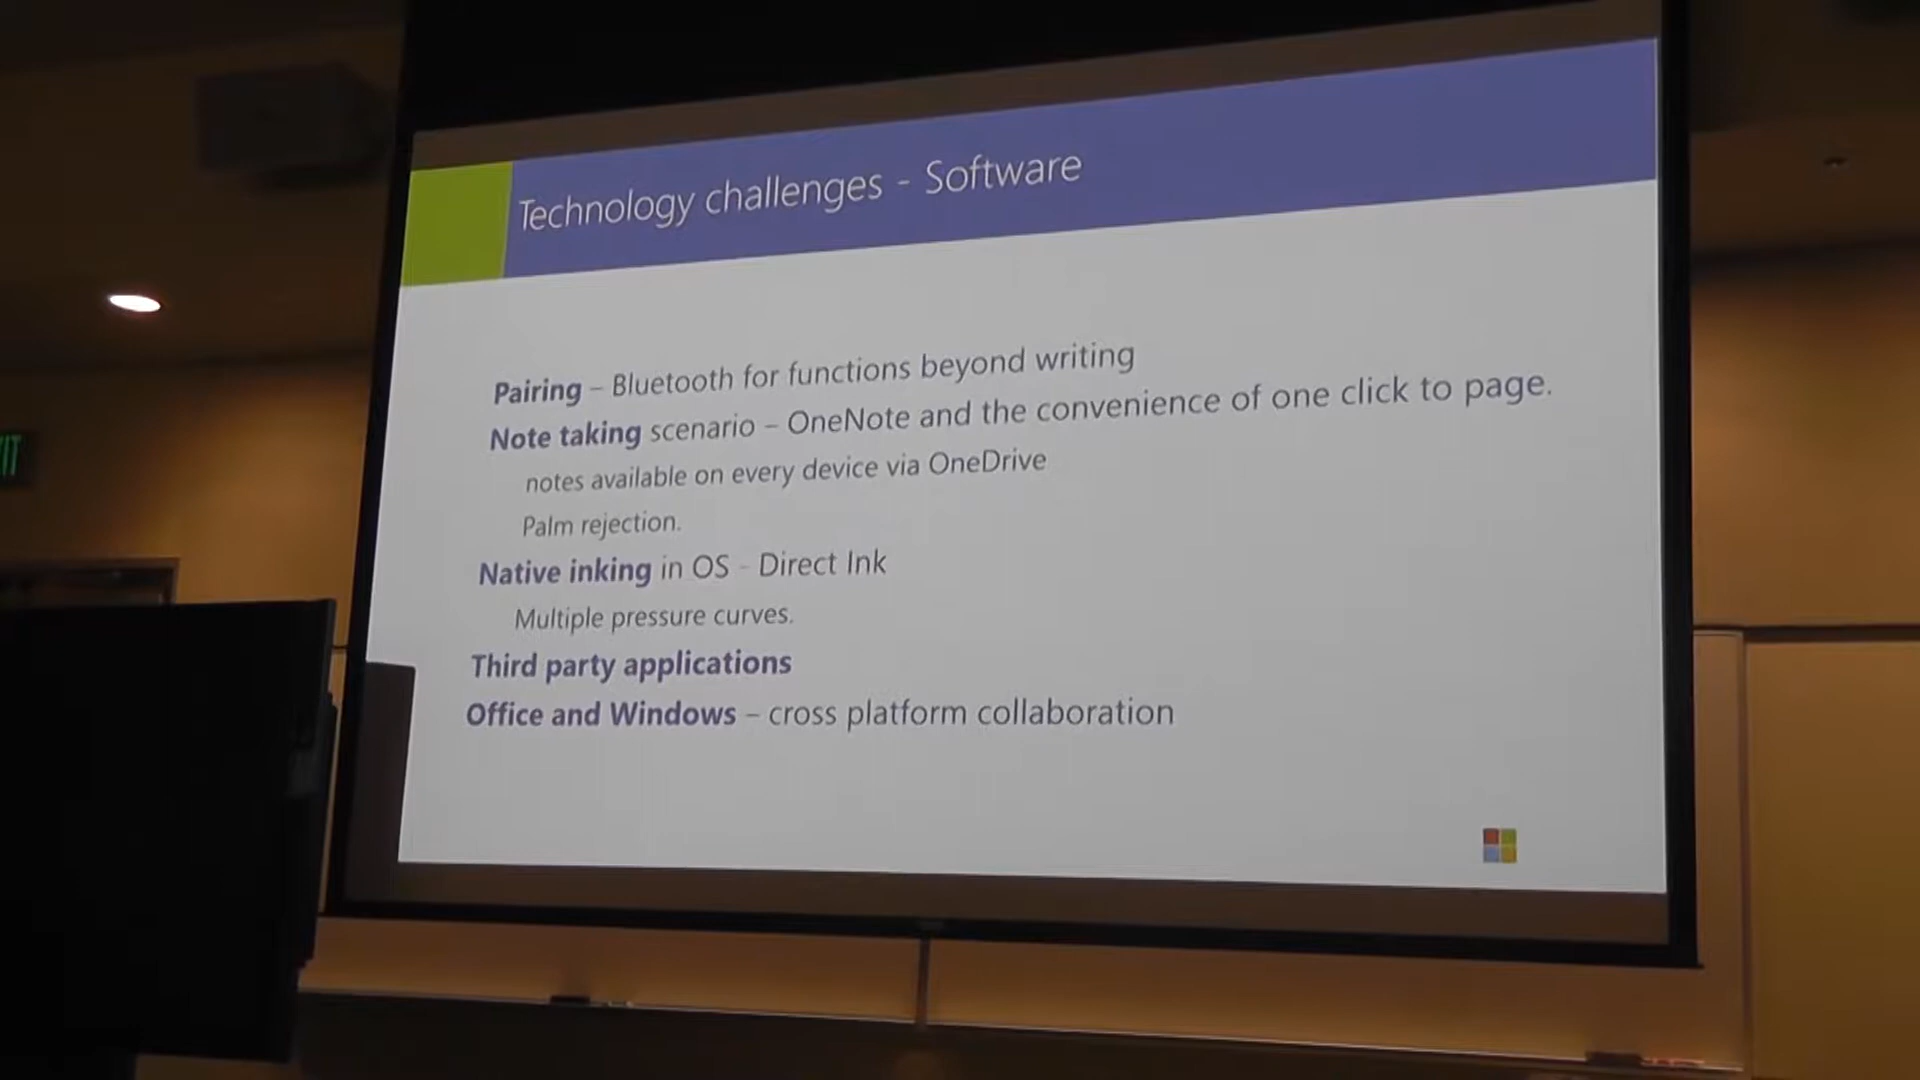 Technology challenges - Software
Pairing – Bluetooth for functions beyond writing
Note taking scenario – OneNote and the convenience of one click to page.
notes available on every device via OneDrive
Palm rejection.
Native inking in OS - Direct Ink
Multiple pressure curves.
Third party applications
Office and Windows – cross platform collaboration